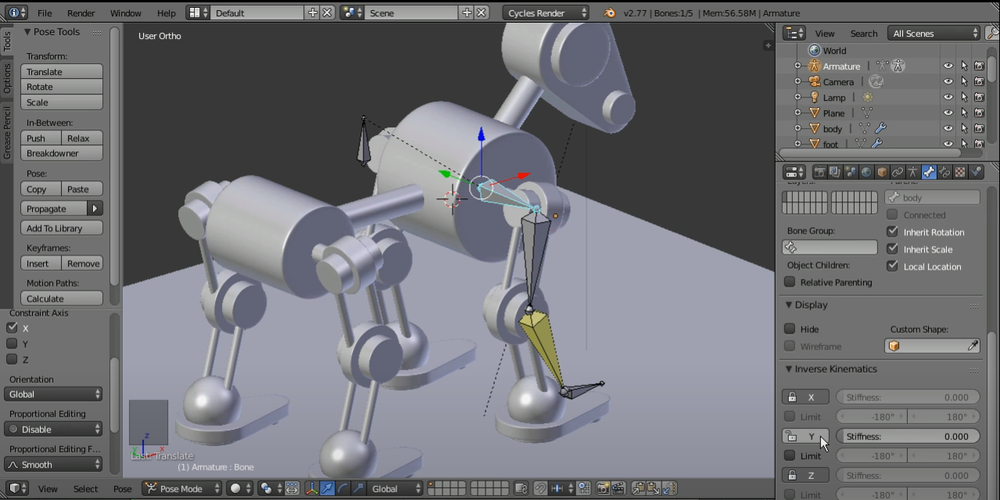 File Render Window Help Default Scene Cycles Render v2.77 | Bones:1/5 | Mem:56.58M | Armature
Tools
Options
Grease Pencil
Pose Tools
Transform:
Translate
Rotate
Scale
In-Between:
Push Relax
Breakdowner
Pose:
Copy Paste
Propagate
Add To Library
Keyframes:
Insert Remove
Motion Paths:
Calculate
Constraint Axis
X
Y
Z
Orientation
Global
Proportional Editing
Disable
Proportional Editing F...
Smooth
User Ortho
z
y x
Last: Translate
(1) Armature : Bone
View Select Pose Pose Mode Global
View Search All Scenes
World
Armature
Camera
Lamp
Plane
body
foot
body
Connected
Bone Group:
Inherit Rotation
Inherit Scale
Object Children:
Local Location
Relative Parenting
Display
Hide Custom Shape:
Wireframe
Inverse Kinematics
X Stiffness: 0.000
Limit -180° 180°
Y Stiffness: 0.000
Limit -180° 180°
Z Stiffness: 0.000
Limit -180° 180°